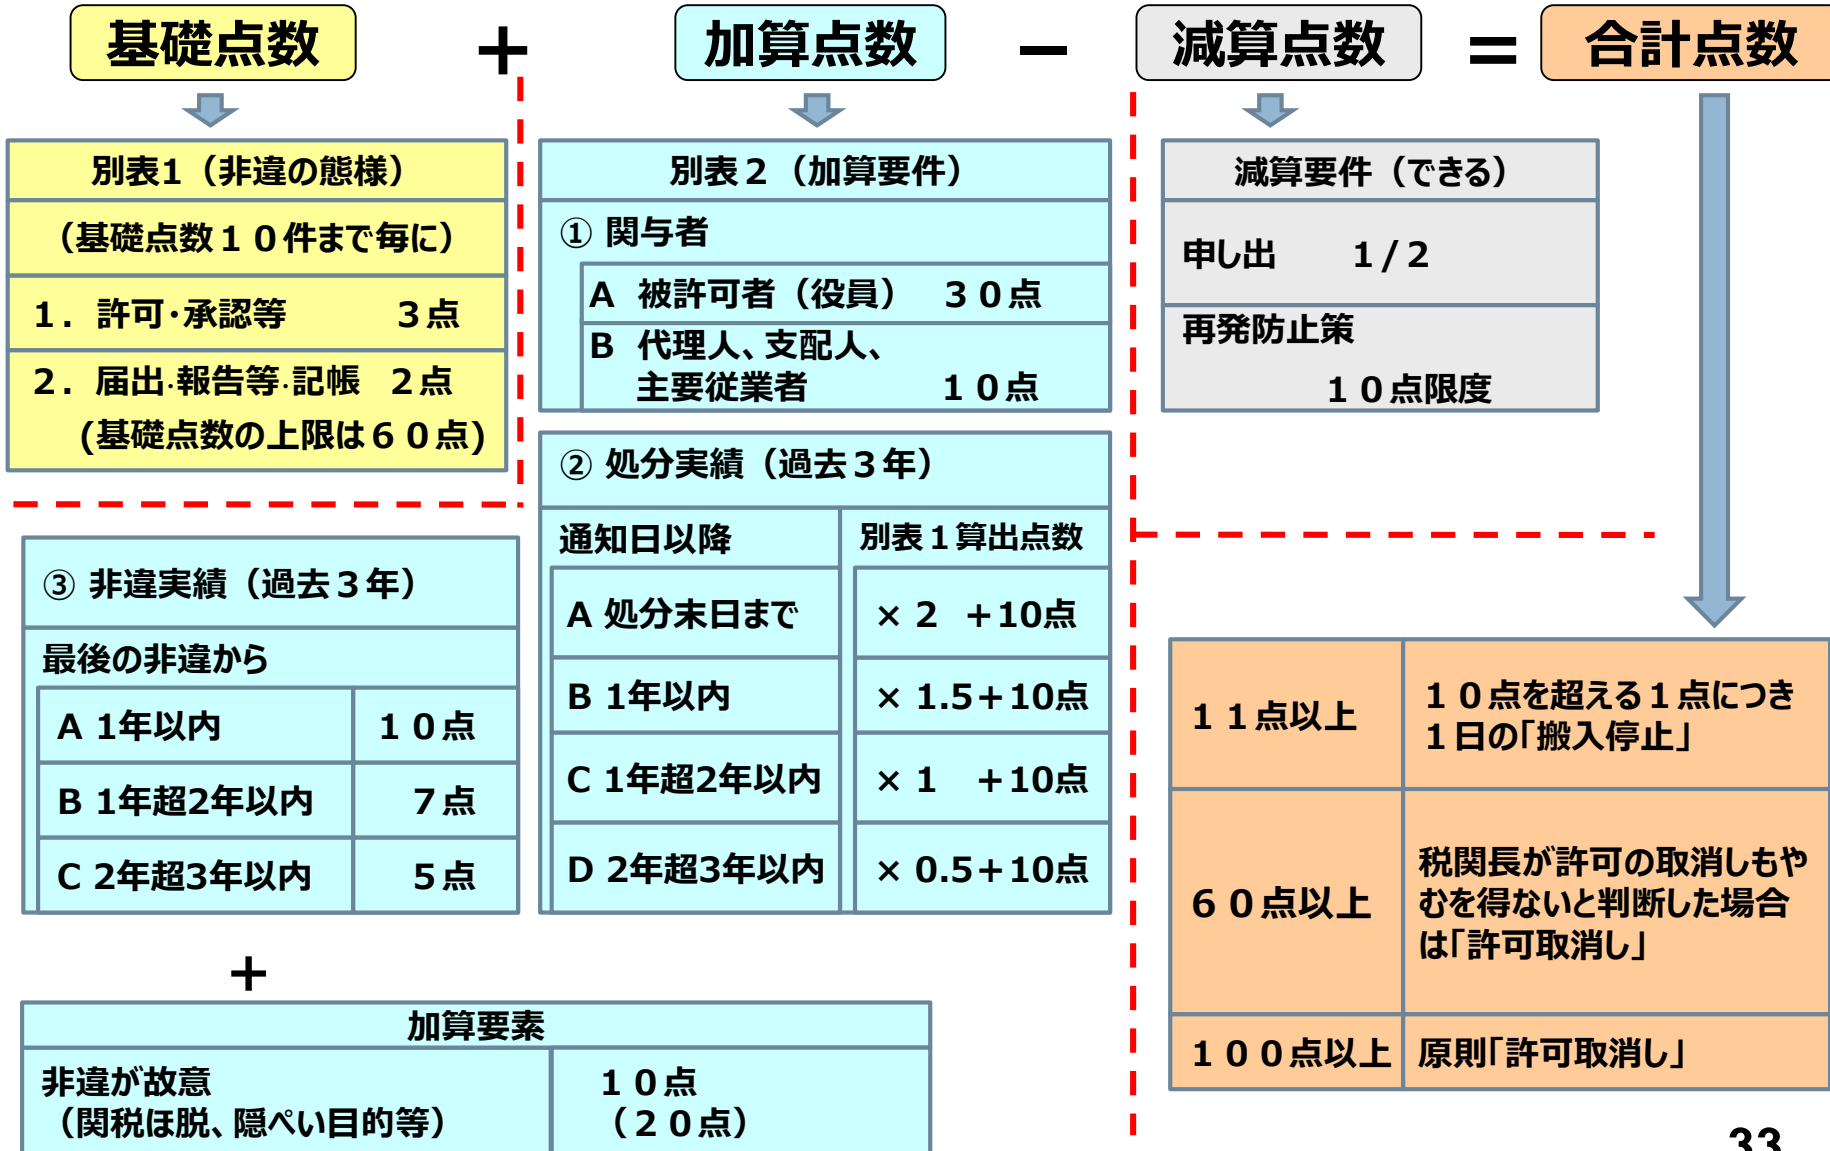 基礎点数 ＋ 加算点数 － 減算点数 ＝ 合計点数
別表1（非違の態様）
（基礎点数１０件まで毎に）
１．許可・承認等 ３点
２．届出・報告等・記帳 ２点
(基礎点数の上限は６０点)
別表２（加算要件）
① 関与者
A 被許可者（役員） ３０点
B 代理人、支配人、
主要従業者 １０点
② 処分実績（過去３年）
通知日以降 別表１算出点数
A 処分末日まで ×２ ＋10点
B 1年以内 ×1.5＋10点
C 1年超2年以内 ×１ ＋10点
D 2年超3年以内 ×0.5＋10点
③ 非違実績（過去３年）
最後の非違から
A 1年以内 １０点
B 1年超2年以内 ７点
C 2年超3年以内 ５点
＋
加算要素
非違が故意 １０点
（関税ほ脱、隠ぺい目的等） （２０点）
減算要件（できる）
申し出 １/２
再発防止策
１０点限度
１１点以上 １０点を超える１点につき
１日の「搬入停止」
６０点以上 税関長が許可の取消しもや
むを得ないと判断した場合
は「許可取消し」
１００点以上 原則「許可取消し」
33